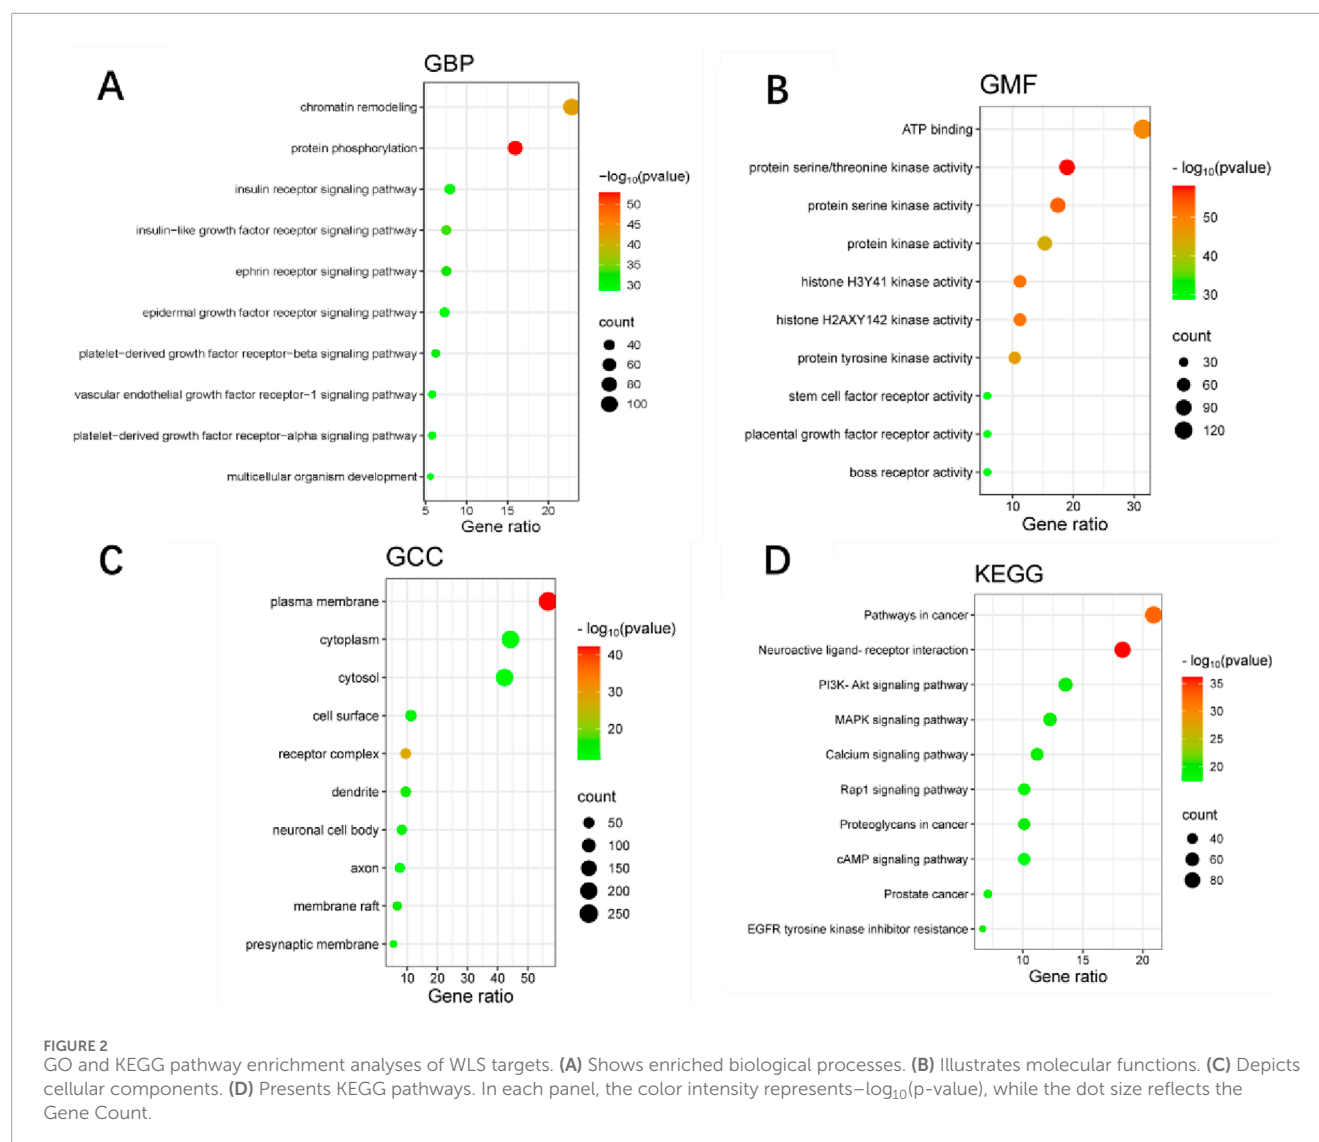 A
GBP
chromatin remodeling
protein phosphorylation
insulin receptor signaling pathway
insulin-like growth factor receptor signaling pathway
ephrin receptor signaling pathway
epidermal growth factor receptor signaling pathway
platelet-derived growth factor receptor-beta signaling pathway
vascular endothelial growth factor receptor-1 signaling pathway
platelet-derived growth factor receptor-alpha signaling pathway
multicellular organism development
5 10 15 20
Gene ratio
−log10(pvalue)
50
45
40
35
30
count
40
60
80
100
B
GMF
ATP binding
protein serine/threonine kinase activity
protein serine kinase activity
protein kinase activity
histone H3Y41 kinase activity
histone H2AXY142 kinase activity
protein tyrosine kinase activity
stem cell factor receptor activity
placental growth factor receptor activity
boss receptor activity
10 20 30
Gene ratio
- log10(pvalue)
50
40
30
count
30
60
90
120
C
GCC
plasma membrane
cytoplasm
cytosol
cell surface
receptor complex
dendrite
neuronal cell body
axon
membrane raft
presynaptic membrane
10 20 30 40 50
Gene ratio
- log10(pvalue)
40
30
20
count
50
100
150
200
250
D
KEGG
Pathways in cancer
Neuroactive ligand- receptor interaction
PI3K- Akt signaling pathway
MAPK signaling pathway
Calcium signaling pathway
Rap1 signaling pathway
Proteoglycans in cancer
cAMP signaling pathway
Prostate cancer
EGFR tyrosine kinase inhibitor resistance
10 15 20
Gene ratio
- log10(pvalue)
35
30
25
20
count
40
60
80
FIGURE 2
GO and KEGG pathway enrichment analyses of WLS targets. (A) Shows enriched biological processes. (B) Illustrates molecular functions. (C) Depicts
cellular components. (D) Presents KEGG pathways. In each panel, the color intensity represents–log10(p-value), while the dot size reflects the
Gene Count.